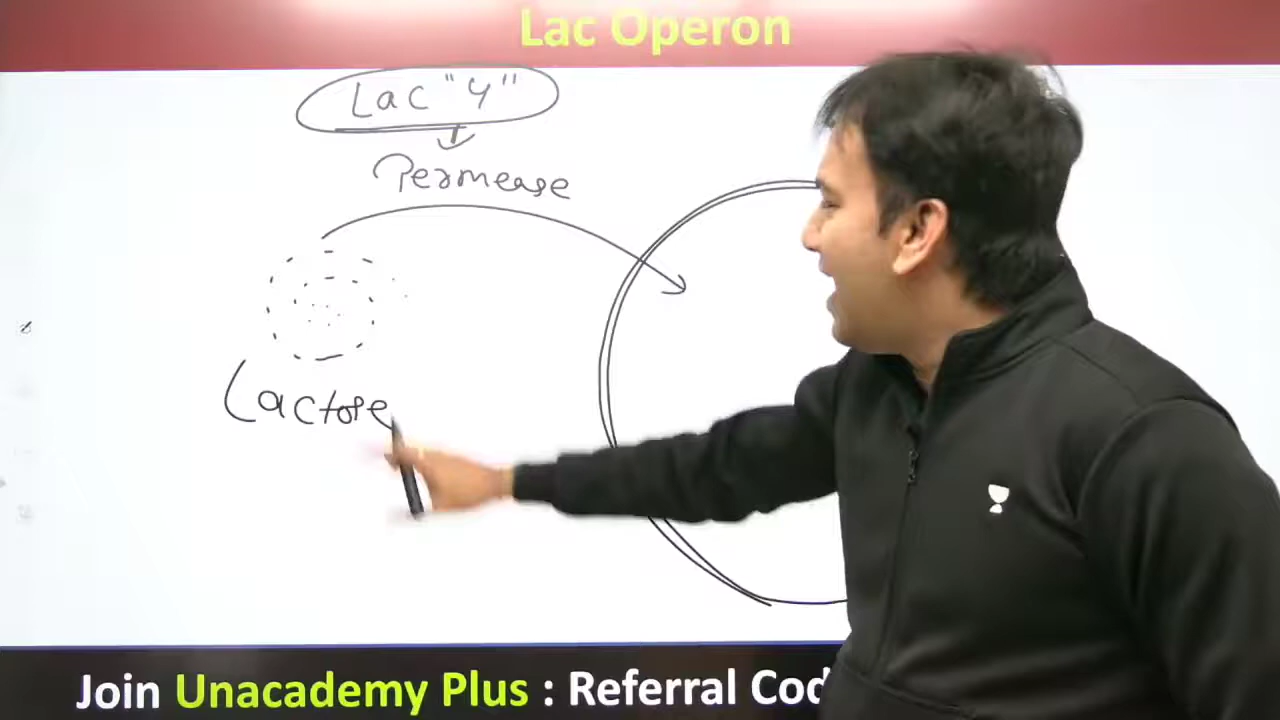 Lac Operon
Lac "y"
Permease
Lactose
Join Unacademy Plus : Referral Cod